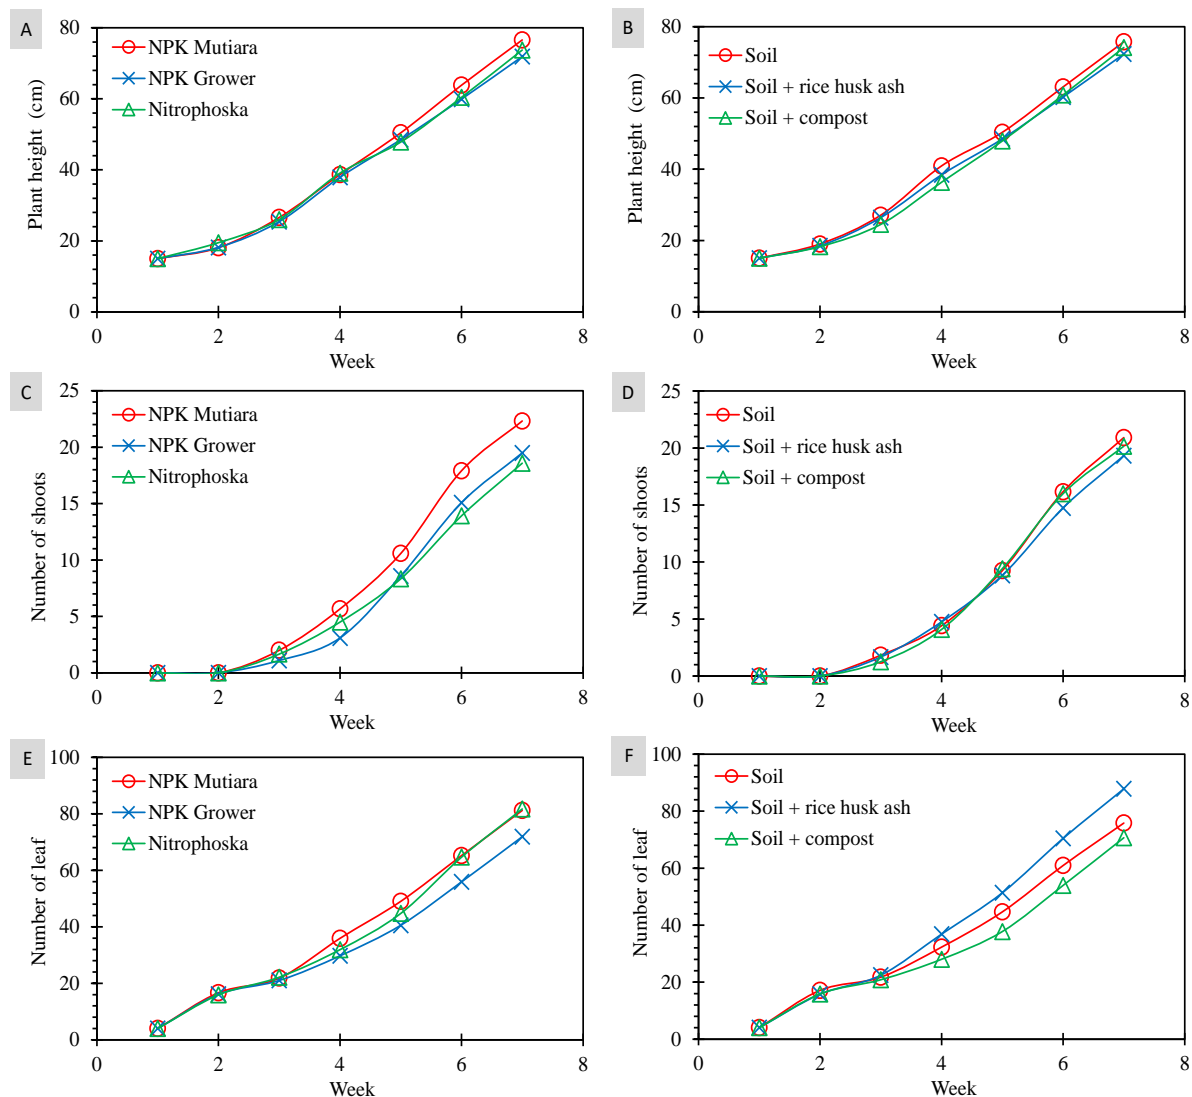 A
80
60
40
20
0
Plant height (cm)
NPK Mutiara
NPK Grower
Nitrophoska
0 2 4 6 8
Week
B
80
60
40
20
0
Plant height (cm)
Soil
Soil + rice husk ash
Soil + compost
0 2 4 6 8
Week
C
25
20
15
10
5
0
Number of shoots
NPK Mutiara
NPK Grower
Nitrophoska
0 2 4 6 8
Week
D
25
20
15
10
5
0
Number of shoots
Soil
Soil + rice husk ash
Soil + compost
0 2 4 6 8
Week
E
100
80
60
40
20
0
Number of leaf
NPK Mutiara
NPK Grower
Nitrophoska
0 2 4 6 8
Week
F
100
80
60
40
20
0
Number of leaf
Soil
Soil + rice husk ash
Soil + compost
0 2 4 6 8
Week